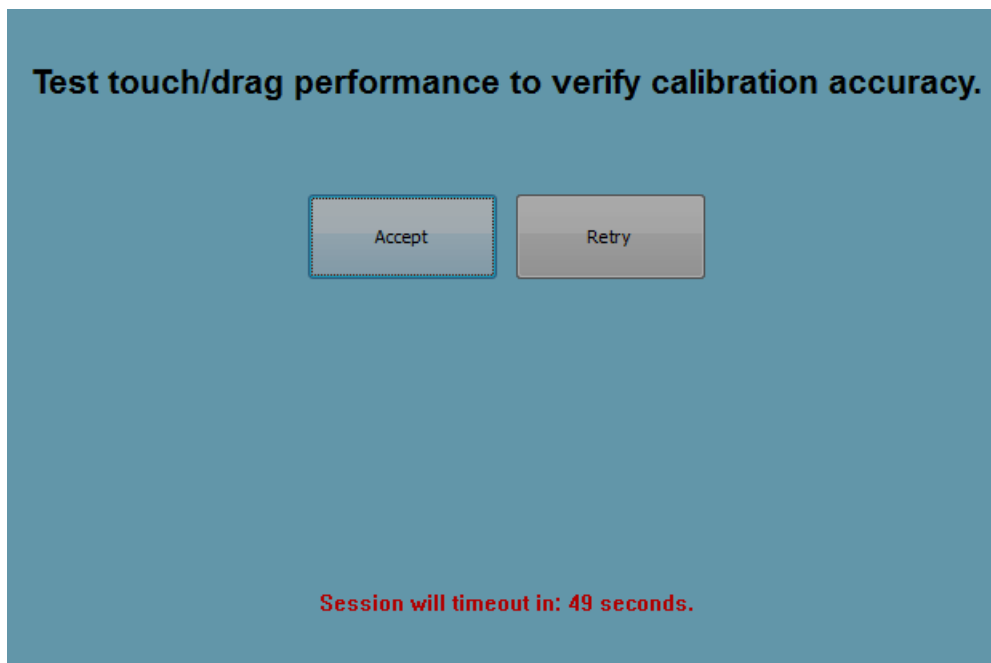 Test touch/drag performance to verify calibration accuracy.
Accept
Retry
Session will timeout in: 49 seconds.